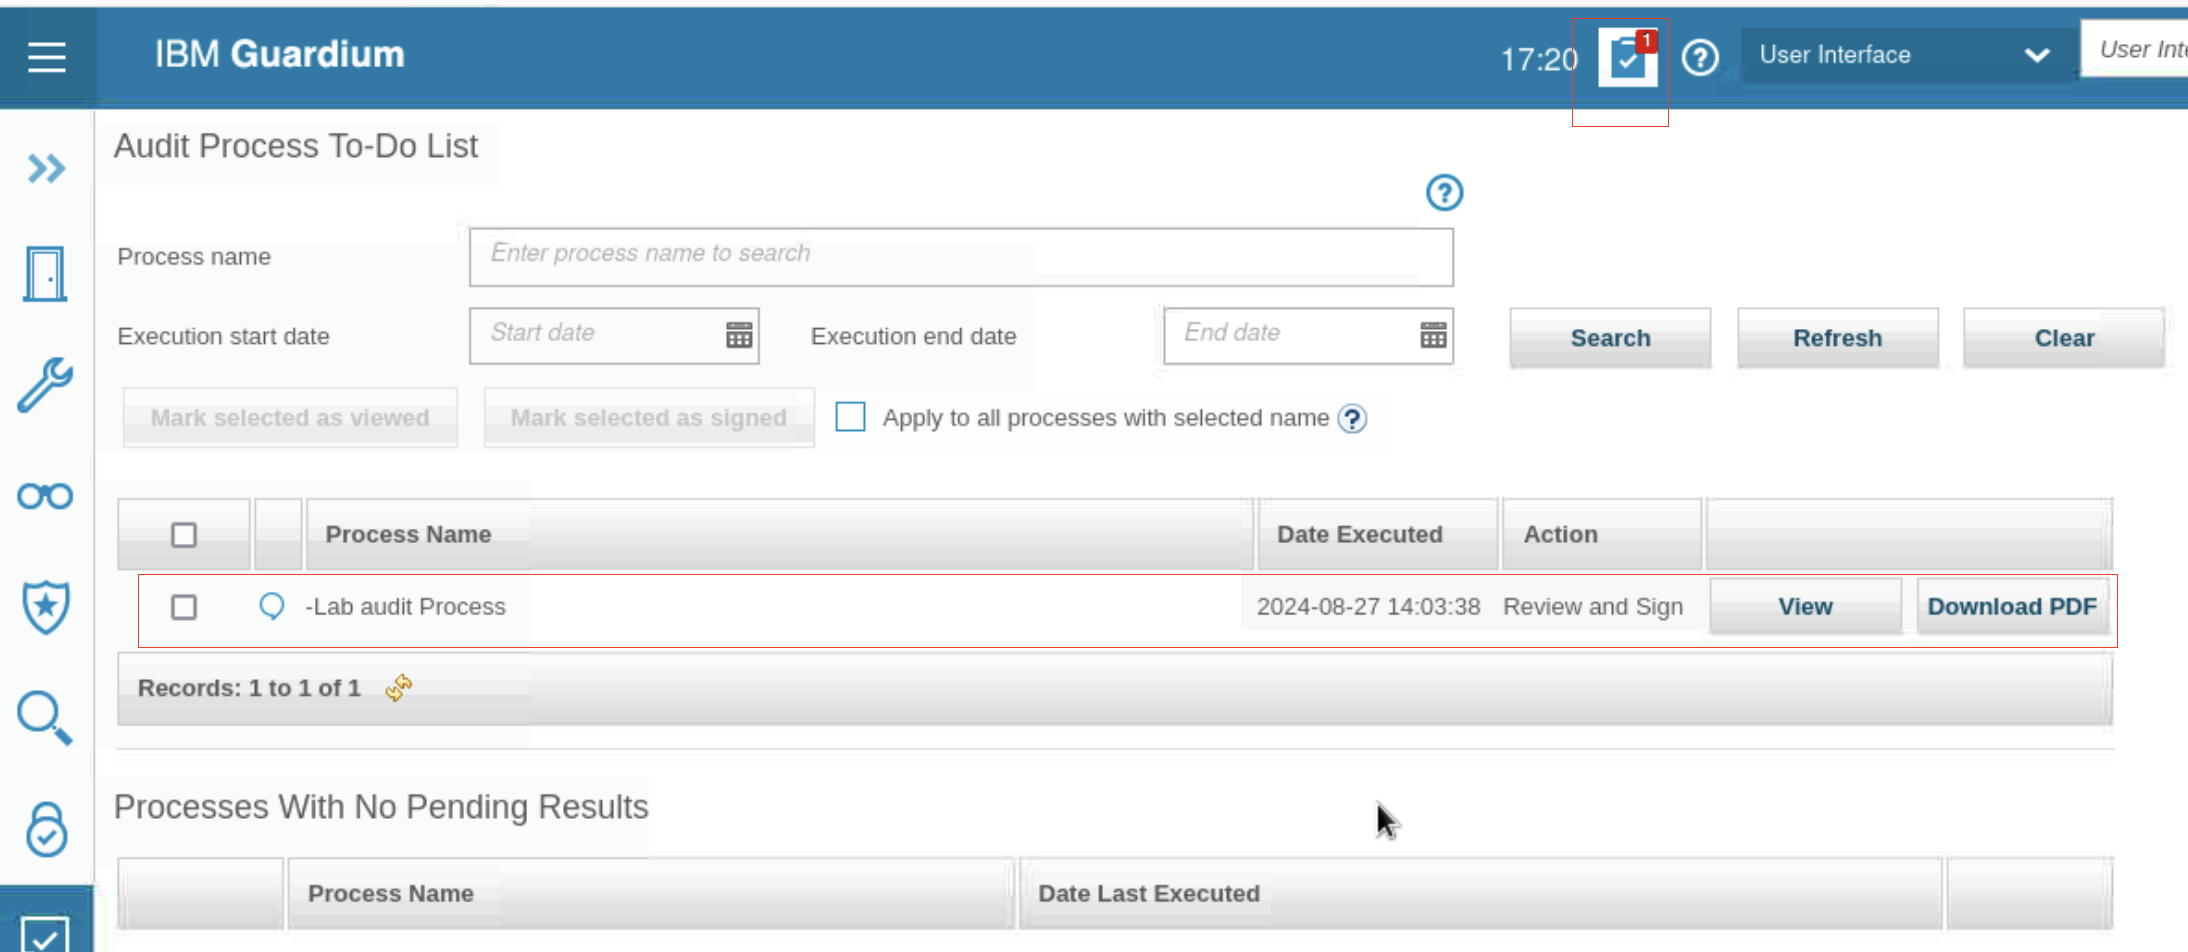 IBM Guardium
17:20
1
User Interface
User Inte
Audit Process To-Do List
Process name
Enter process name to search
Execution start date
Start date
Execution end date
End date
Search
Refresh
Clear
Mark selected as viewed
Mark selected as signed
Apply to all processes with selected name
Process Name
Date Executed
Action
-Lab audit Process
2024-08-27 14:03:38
Review and Sign
View
Download PDF
Records: 1 to 1 of 1
Processes With No Pending Results
Process Name
Date Last Executed